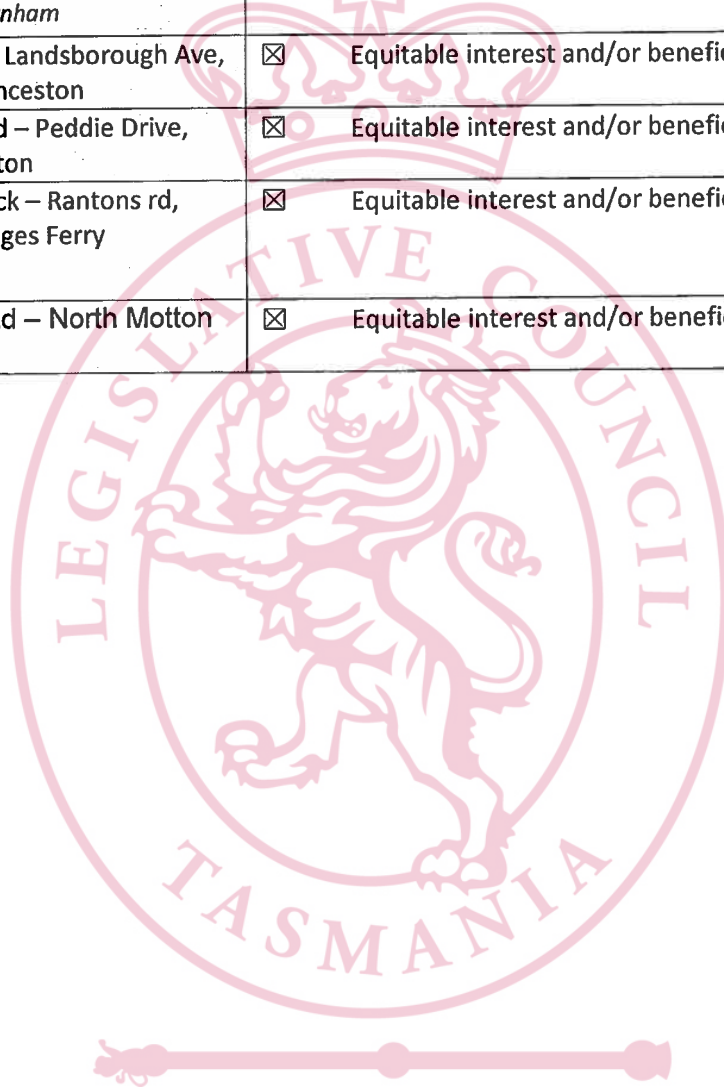 nham
Landsborough Ave,
nceston
☒ Equitable interest and/or benefic
d – Peddie Drive,
ton
☒ Equitable interest and/or benefic
ck – Rantons rd,
ges Ferry
☒ Equitable interest and/or benefic
d – North Motton
☒ Equitable interest and/or benefic
LEGISLATIVE COUNCIL
TASMANIA